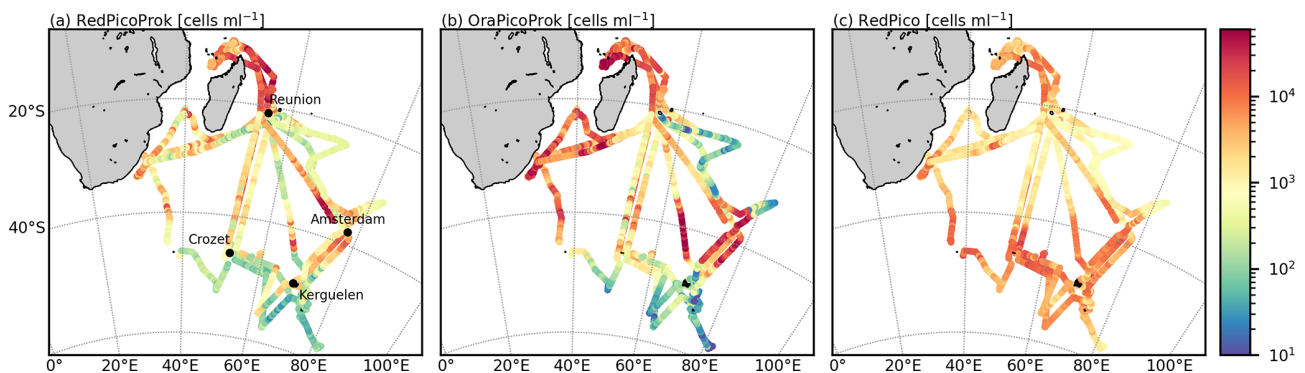 (a) RedPicoProk [cells ml⁻¹]
(b) OraPicoProk [cells ml⁻¹]
(c) RedPico [cells ml⁻¹]
Reunion
20°S
10⁴
10³
Amsterdam
40°S
Crozet
10²
Kerguelen
10¹
0° 20°E 40°E 60°E 80°E 100°E
0° 20°E 40°E 60°E 80°E 100°E
0° 20°E 40°E 60°E 80°E 100°E